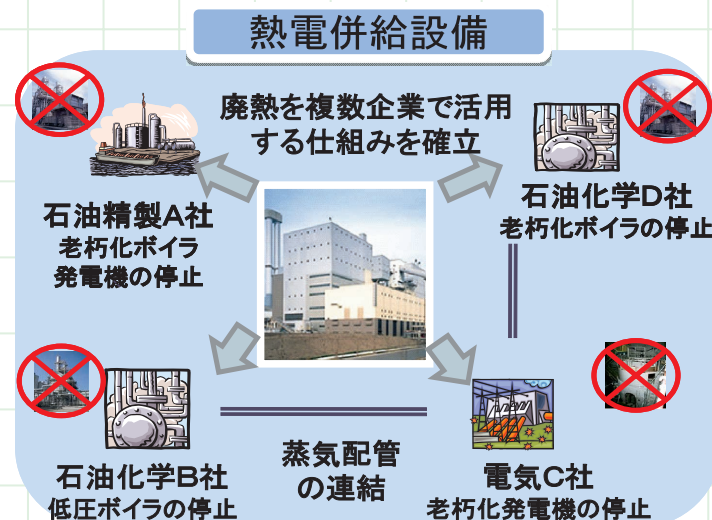 熱電併給設備
廃熱を複数企業で活用
する仕組みを確立
石油精製A社
老朽化ボイラ
発電機の停止
石油化学D社
老朽化ボイラの停止
石油化学B社
低圧ボイラの停止
蒸気配管
の連結
電気C社
老朽化発電機の停止